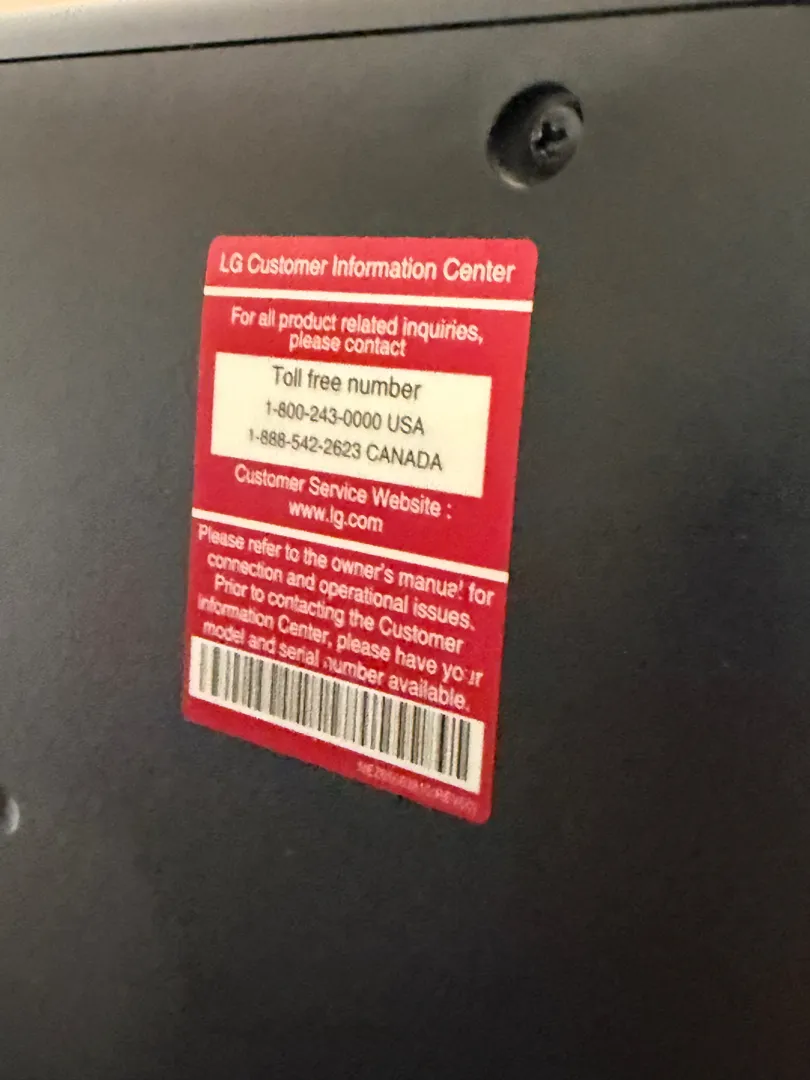 LG Customer Information Center
For all product related inquiries,
please contact
Toll free number
1-800-243-0000 USA
1-888-542-2623 CANADA
Customer Service Website :
www.lg.com
Please refer to the owner's manual for
connection and operational issues.
Prior to contacting the Customer
Information Center, please have your
model and serial number available.